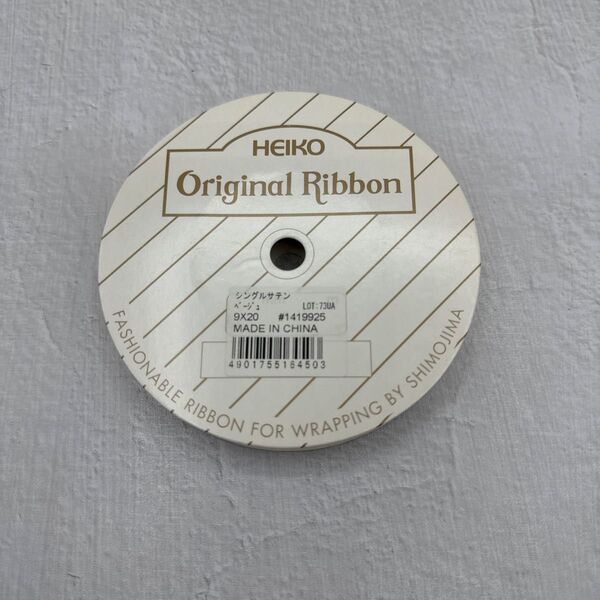 HEIKO
Original Ribbon
シングルサテン
ベージュ LOT:73UA
9X20 #1419925
MADE IN CHINA
4901755164503
FASHIONABLE RIBBON FOR WRAPPING BY SHIMOJIMA